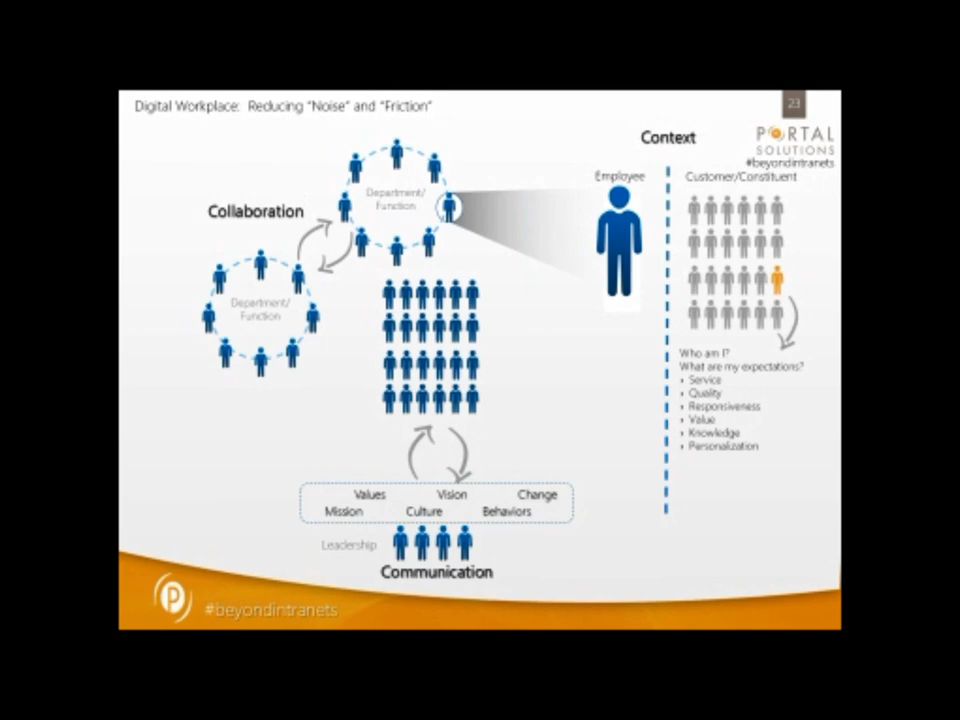 Digital Workplace: Reducing "Noise" and "Friction"
23
PORTAL
SOLUTIONS
#beyondintranets
Context
Employee
Customer/Constituent
Collaboration
Department/
Function
Department/
Function
Who am I?
What are my expectations?
› Service
› Quality
› Responsiveness
› Value
› Knowledge
› Personalization
Values Vision Change
Mission Culture Behaviors
Leadership
Communication
P
#beyondintranets